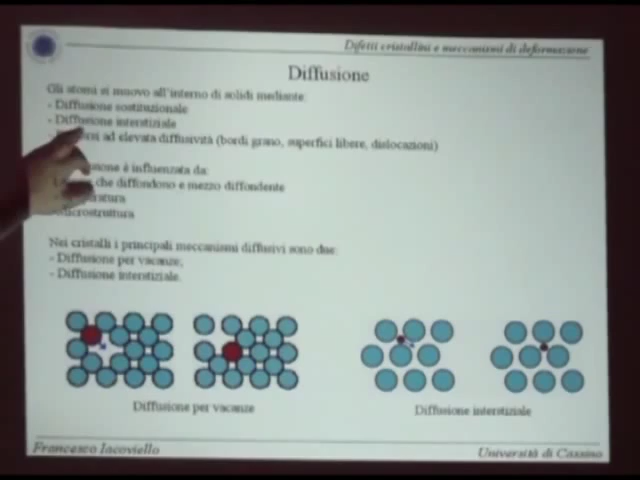 Difetti cristallini e meccanismi di deformazione
Diffusione
Gli atomi si muovo all'interno di solidi mediante:
- Diffusione sostituzionale
- Diffusione interstiziale
ad elevata diffusività (bordi grano, superfici libere, dislocazioni)
è influenzata da:
che diffondono e mezzo diffondente
Microstruttura
Nei cristalli i principali meccanismi diffusivi sono due:
- Diffusione per vacanze;
- Diffusione interstiziale.
Diffusione per vacanze
Diffusione interstiziale
Francesco Iacoviello
Università di Cassino